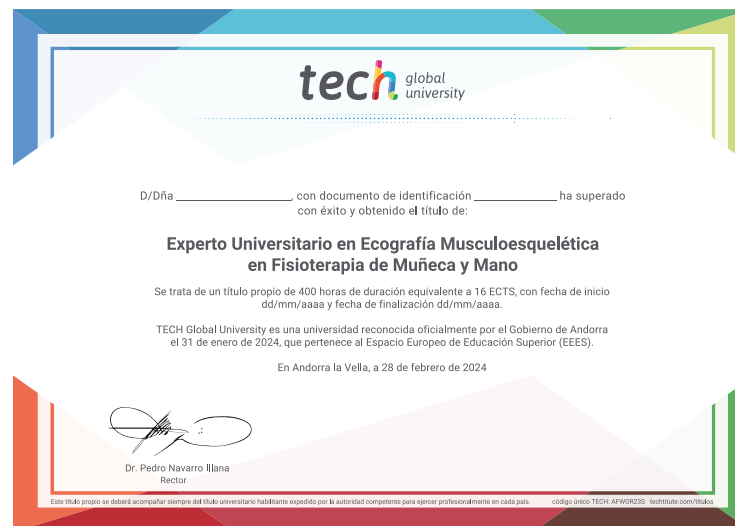 tech global university
D/Dña ____________________, con documento de identificación ______________ ha superado
con éxito y obtenido el título de:
Experto Universitario en Ecografía Musculoesquelética
en Fisioterapia de Muñeca y Mano
Se trata de un título propio de 400 horas de duración equivalente a 16 ECTS, con fecha de inicio
dd/mm/aaaa y fecha de finalización dd/mm/aaaa.
TECH Global University es una universidad reconocida oficialmente por el Gobierno de Andorra
el 31 de enero de 2024, que pertenece al Espacio Europeo de Educación Superior (EEES).
En Andorra la Vella, a 28 de febrero de 2024
Dr. Pedro Navarro Illana
Rector
Este título propio se deberá acompañar siempre del título universitario habilitante expedido por la autoridad competente para ejercer profesionalmente en cada país. código único TECH: AFWOR23S techtitute.com/titulos